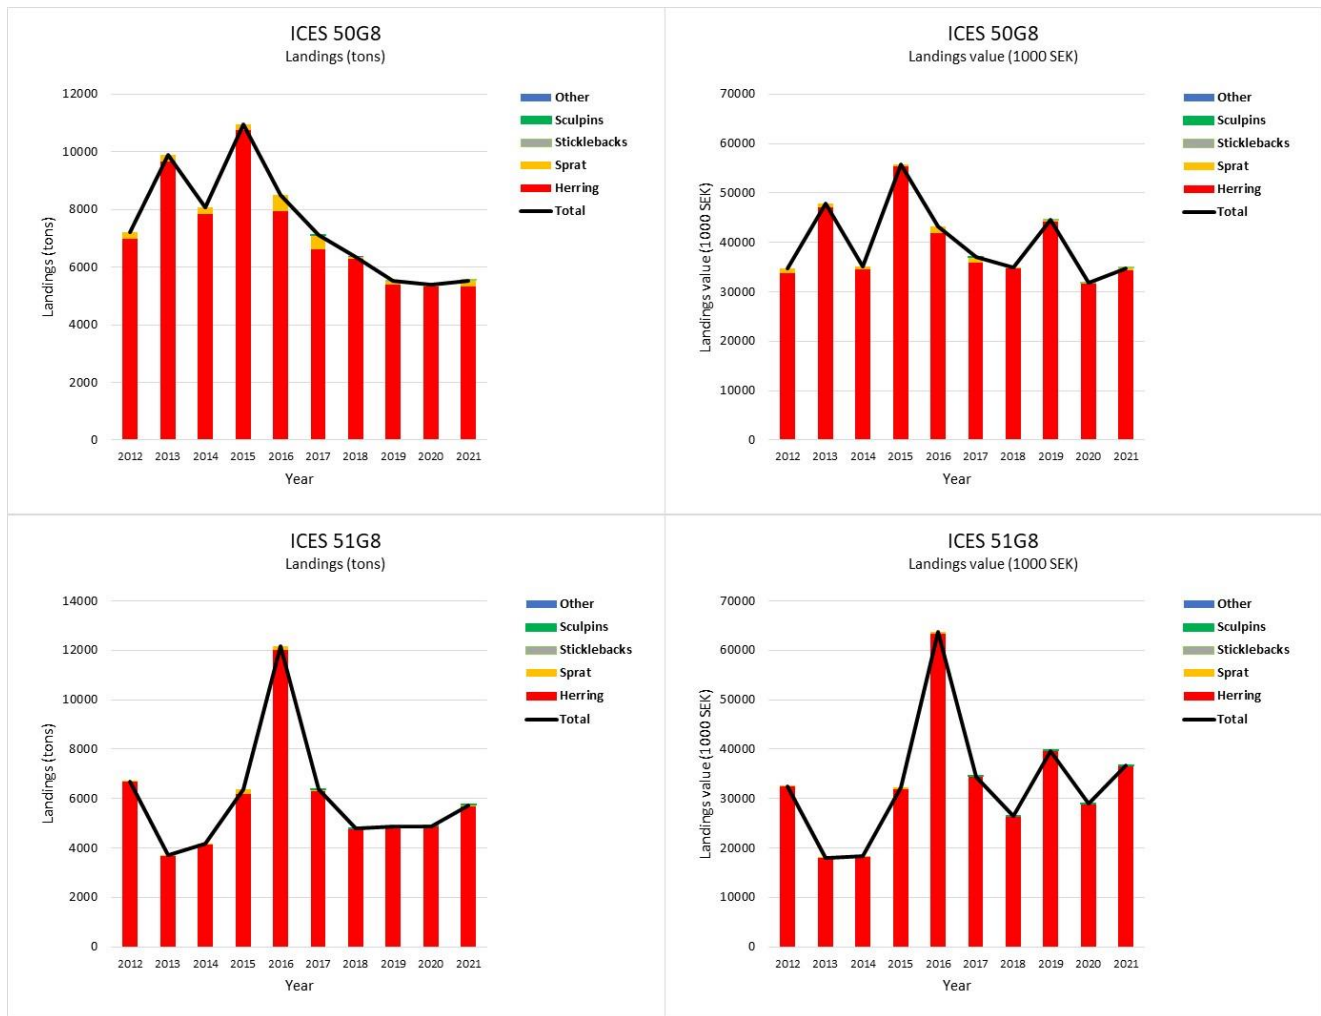 ICES 50G8
Landings (tons)
12000
10000
8000
6000
4000
2000
0
Landings (tons)
2012 2013 2014 2015 2016 2017 2018 2019 2020 2021
Year
Other
Sculpins
Sticklebacks
Sprat
Herring
Total
ICES 50G8
Landings value (1000 SEK)
70000
60000
50000
40000
30000
20000
10000
0
Landings value (1000 SEK)
2012 2013 2014 2015 2016 2017 2018 2019 2020 2021
Year
Other
Sculpins
Sticklebacks
Sprat
Herring
Total
ICES 51G8
Landings (tons)
14000
12000
10000
8000
6000
4000
2000
0
Landings (tons)
2012 2013 2014 2015 2016 2017 2018 2019 2020 2021
Year
Other
Sculpins
Sticklebacks
Sprat
Herring
Total
ICES 51G8
Landings value (1000 SEK)
70000
60000
50000
40000
30000
20000
10000
0
Landings value (1000 SEK)
2012 2013 2014 2015 2016 2017 2018 2019 2020 2021
Year
Other
Sculpins
Sticklebacks
Sprat
Herring
Total